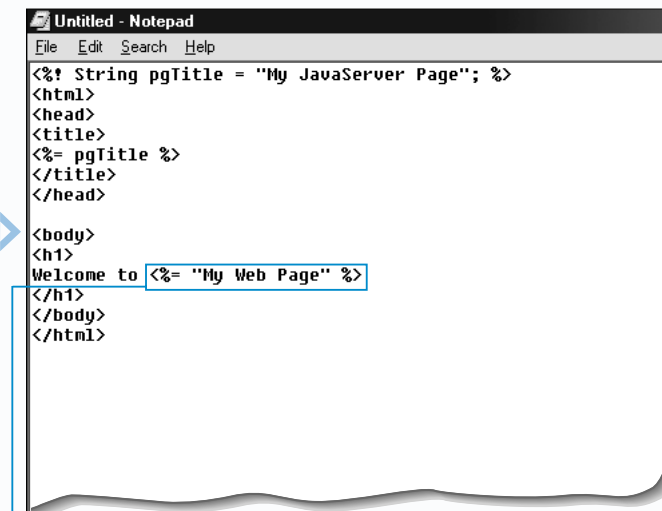 Untitled - Notepad
File Edit Search Help
<%! String pgTitle = "My JavaServer Page"; %>
<html>
<head>
<title>
<%= pgTitle %>
</title>
</head>
<body>
<h1>
Welcome to <%= "My Web Page" %>
</h1>
</body>
</html>